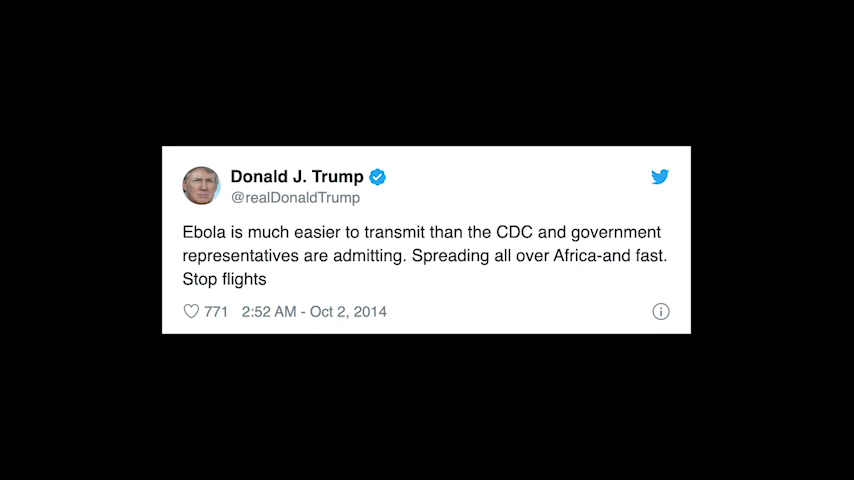 Donald J. Trump
@realDonaldTrump
Ebola is much easier to transmit than the CDC and government
representatives are admitting. Spreading all over Africa-and fast.
Stop flights
771 2:52 AM - Oct 2, 2014